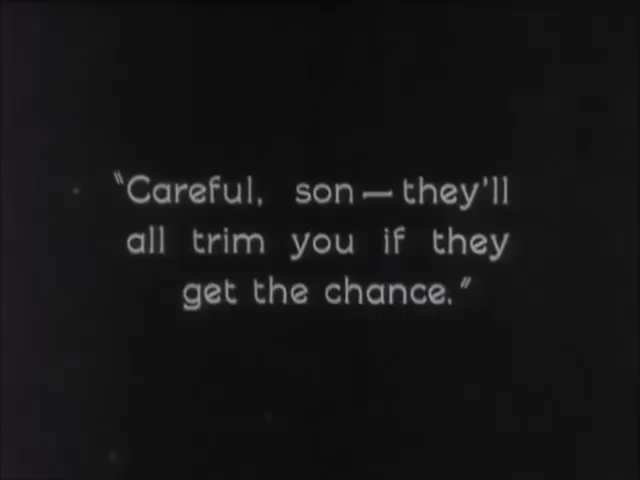 "Careful, son—they'll
all trim you if they
get the chance."